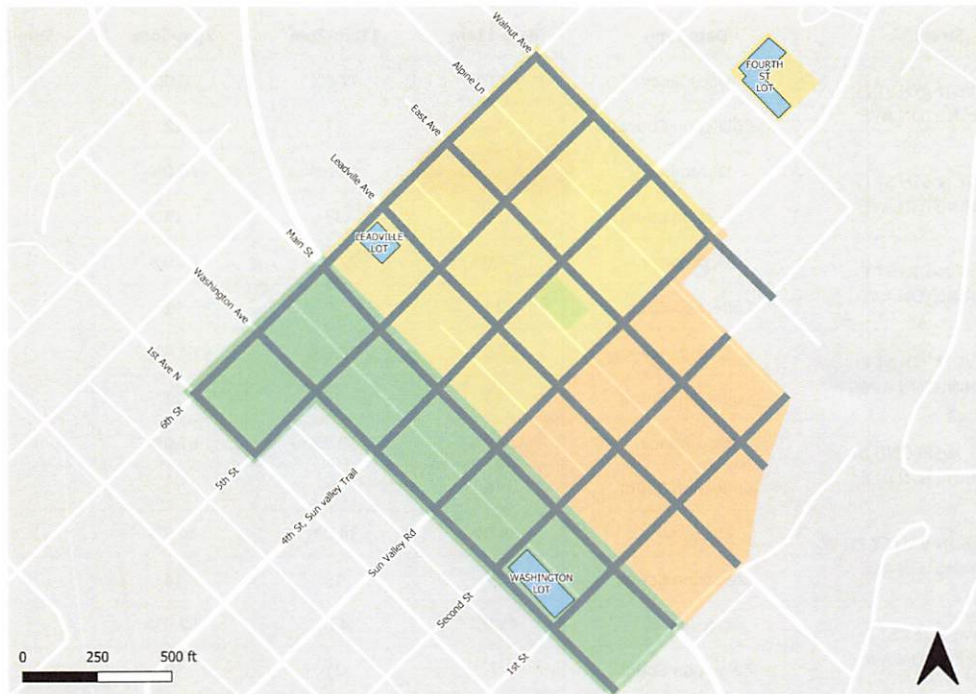 Walnut Ave
Alpine Ln
East Ave
Leadville Ave
Main St
Washington Ave
1st Ave N
6th St
5th St
4th St, Sun valley Trail
Sun Valley Rd
Second St
1st St
FOURTH
ST
LOT
LEADVILLE
LOT
WASHINGTON
LOT
0 250 500 ft